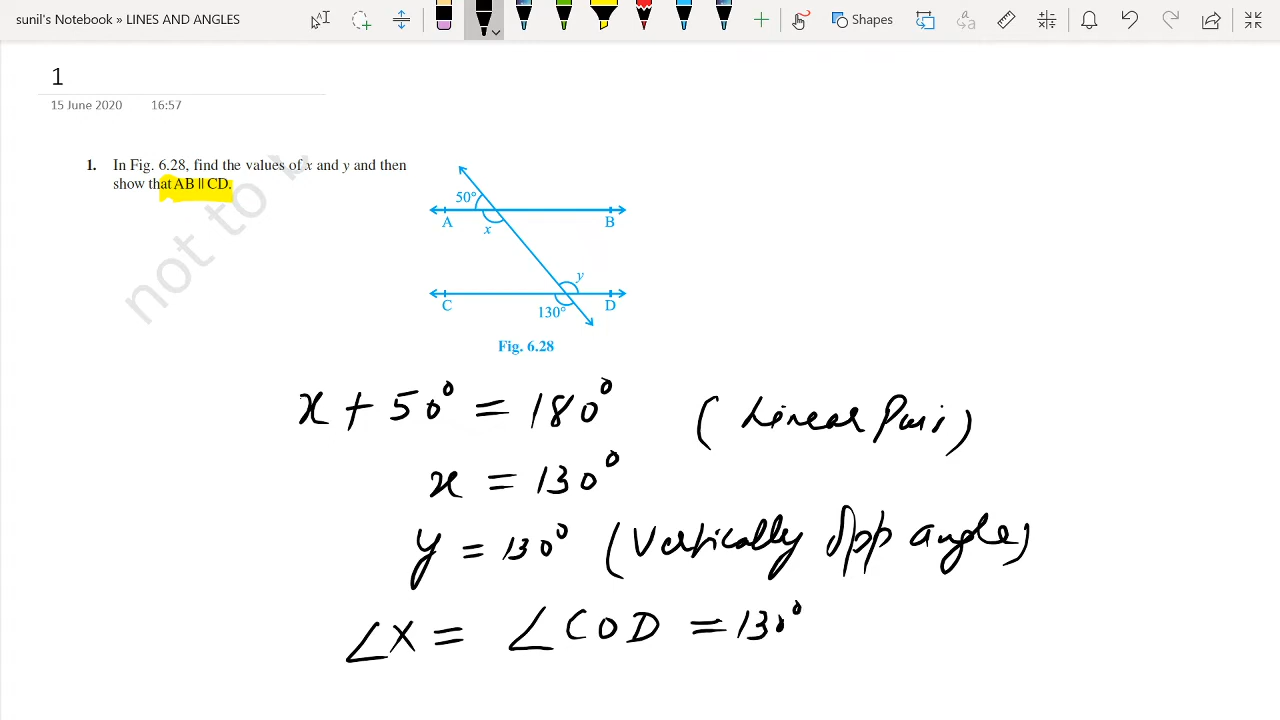 sunil's Notebook » LINES AND ANGLES
Shapes
1
15 June 2020 16:57
1. In Fig. 6.28, find the values of x and y and then
show that AB || CD.
not to
50°
A
x
B
y
C
130°
D
Fig. 6.28
x + 50° = 180° (Linear Pair)
x = 130°
y = 130° (Vertically Opp angles)
∠X = ∠COD = 130°